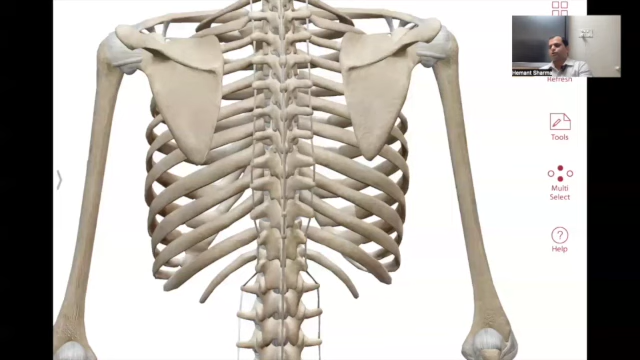 Hemant Sharma
Refresh
Tools
Multi
Select
Help